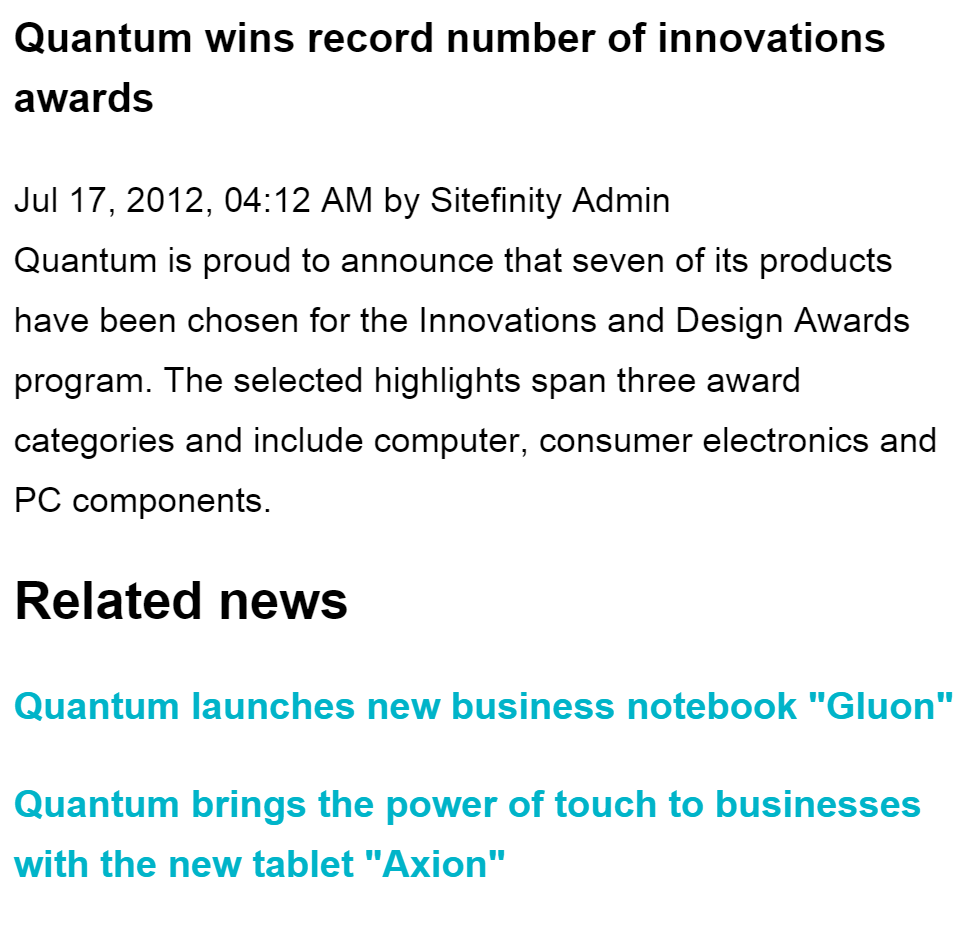 Quantum wins record number of innovations
awards
Jul 17, 2012, 04:12 AM by Sitefinity Admin
Quantum is proud to announce that seven of its products
have been chosen for the Innovations and Design Awards
program. The selected highlights span three award
categories and include computer, consumer electronics and
PC components.
Related news
Quantum launches new business notebook "Gluon"
Quantum brings the power of touch to businesses
with the new tablet "Axion"